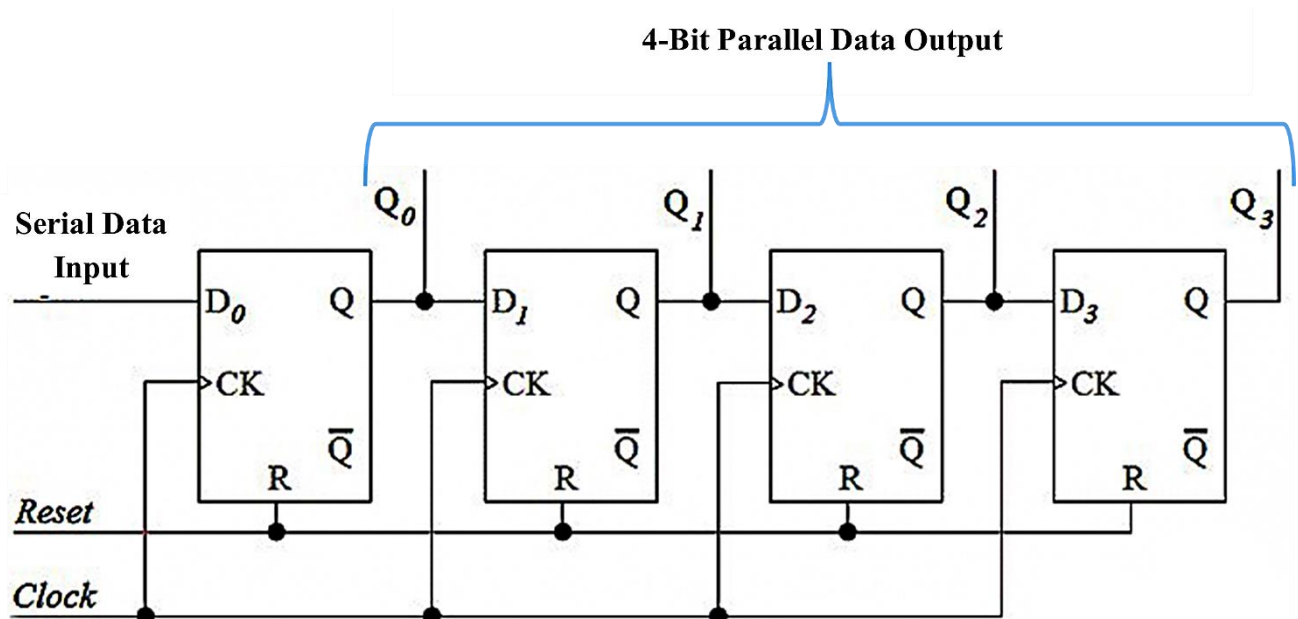 4-Bit Parallel Data Output
Q0 Q1 Q2 Q3
Serial Data
Input
D0 Q D1 Q D2 Q D3 Q
CK CK CK CK
Q̅ Q̅ Q̅ Q̅
R R R R
Reset
Clock